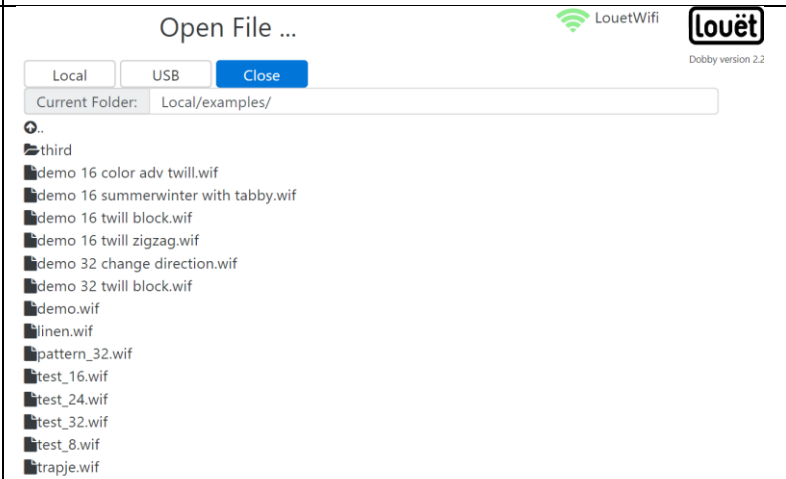 Open File ...
LouetWifi
louët
Dobby version 2.2
Local
USB
Close
Current Folder:
Local/examples/
..
third
demo 16 color adv twill.wif
demo 16 summerwinter with tabby.wif
demo 16 twill block.wif
demo 16 twill zigzag.wif
demo 32 change direction.wif
demo 32 twill block.wif
demo.wif
linen.wif
pattern_32.wif
test_16.wif
test_24.wif
test_32.wif
test_8.wif
trapje.wif